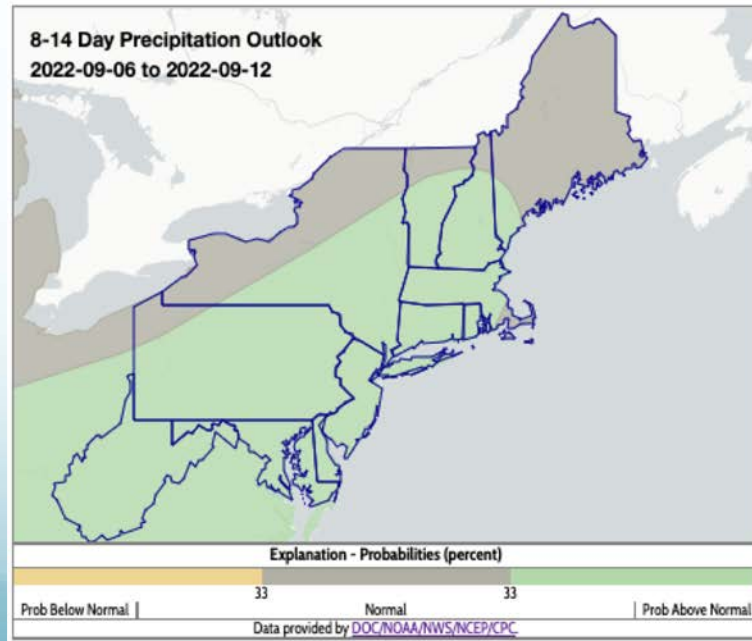 8-14 Day Precipitation Outlook
2022-09-06 to 2022-09-12
Explanation - Probabilities (percent)
33 33
Prob Below Normal | Normal | Prob Above Normal
Data provided by DOC/NOAA/NWS/NCEP/CPC